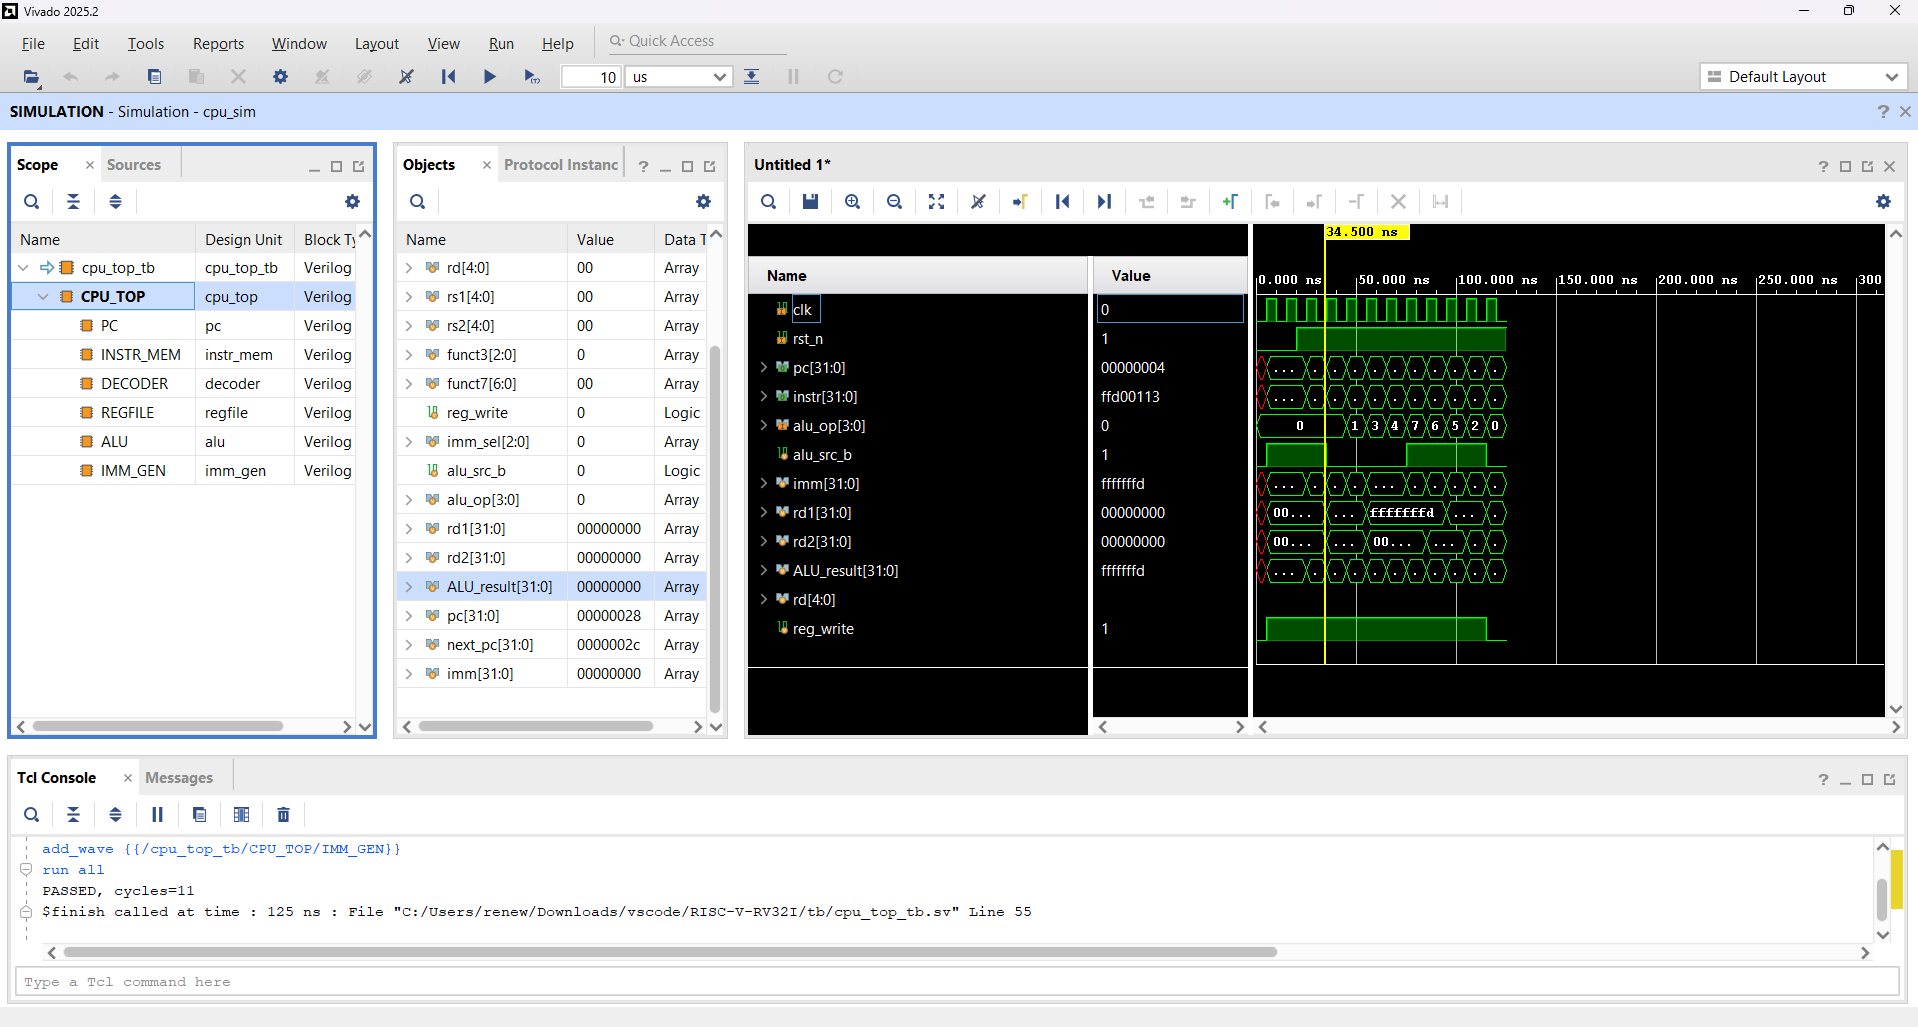 Vivado 2025.2
File Edit Tools Reports Window Layout View Run Help Quick Access
10 us Default Layout
SIMULATION - Simulation - cpu_sim
Scope Sources
Name Design Unit Block Ty
cpu_top_tb cpu_top_tb Verilog
CPU_TOP cpu_top Verilog
PC pc Verilog
INSTR_MEM instr_mem Verilog
DECODER decoder Verilog
REGFILE regfile Verilog
ALU alu Verilog
IMM_GEN imm_gen Verilog
Objects Protocol Instanc
Name Value Data T
rd[4:0] 00 Array
rs1[4:0] 00 Array
rs2[4:0] 00 Array
funct3[2:0] 0 Array
funct7[6:0] 00 Array
reg_write 0 Logic
imm_sel[2:0] 0 Array
alu_src_b 0 Logic
alu_op[3:0] 0 Array
rd1[31:0] 00000000 Array
rd2[31:0] 00000000 Array
ALU_result[31:0] 00000000 Array
pc[31:0] 00000028 Array
next_pc[31:0] 0000002c Array
imm[31:0] 00000000 Array
Untitled 1*
34.500 ns
Name Value 0.000 ns 50.000 ns 100.000 ns 150.000 ns 200.000 ns 250.000 ns 300
clk 0
rst_n 1
pc[31:0] 00000004 ... . . . . . . . . . .
instr[31:0] ffd00113 ... . . . . . . . . . .
alu_op[3:0] 0 0 1 3 4 7 6 5 2 0
alu_src_b 1
imm[31:0] fffffffd ... . . . ... . . . . .
rd1[31:0] 00000000 00... ... fffffffd ... .
rd2[31:0] 00000000 00... ... 00... ... . .
ALU_result[31:0] fffffffd ... . . . . . . . . . .
rd[4:0]
reg_write 1
Tcl Console Messages
add_wave {{/cpu_top_tb/CPU_TOP/IMM_GEN}}
run all
PASSED, cycles=11
$finish called at time : 125 ns : File "C:/Users/renew/Downloads/vscode/RISC-V-RV32I/tb/cpu_top_tb.sv" Line 55
Type a Tcl command here